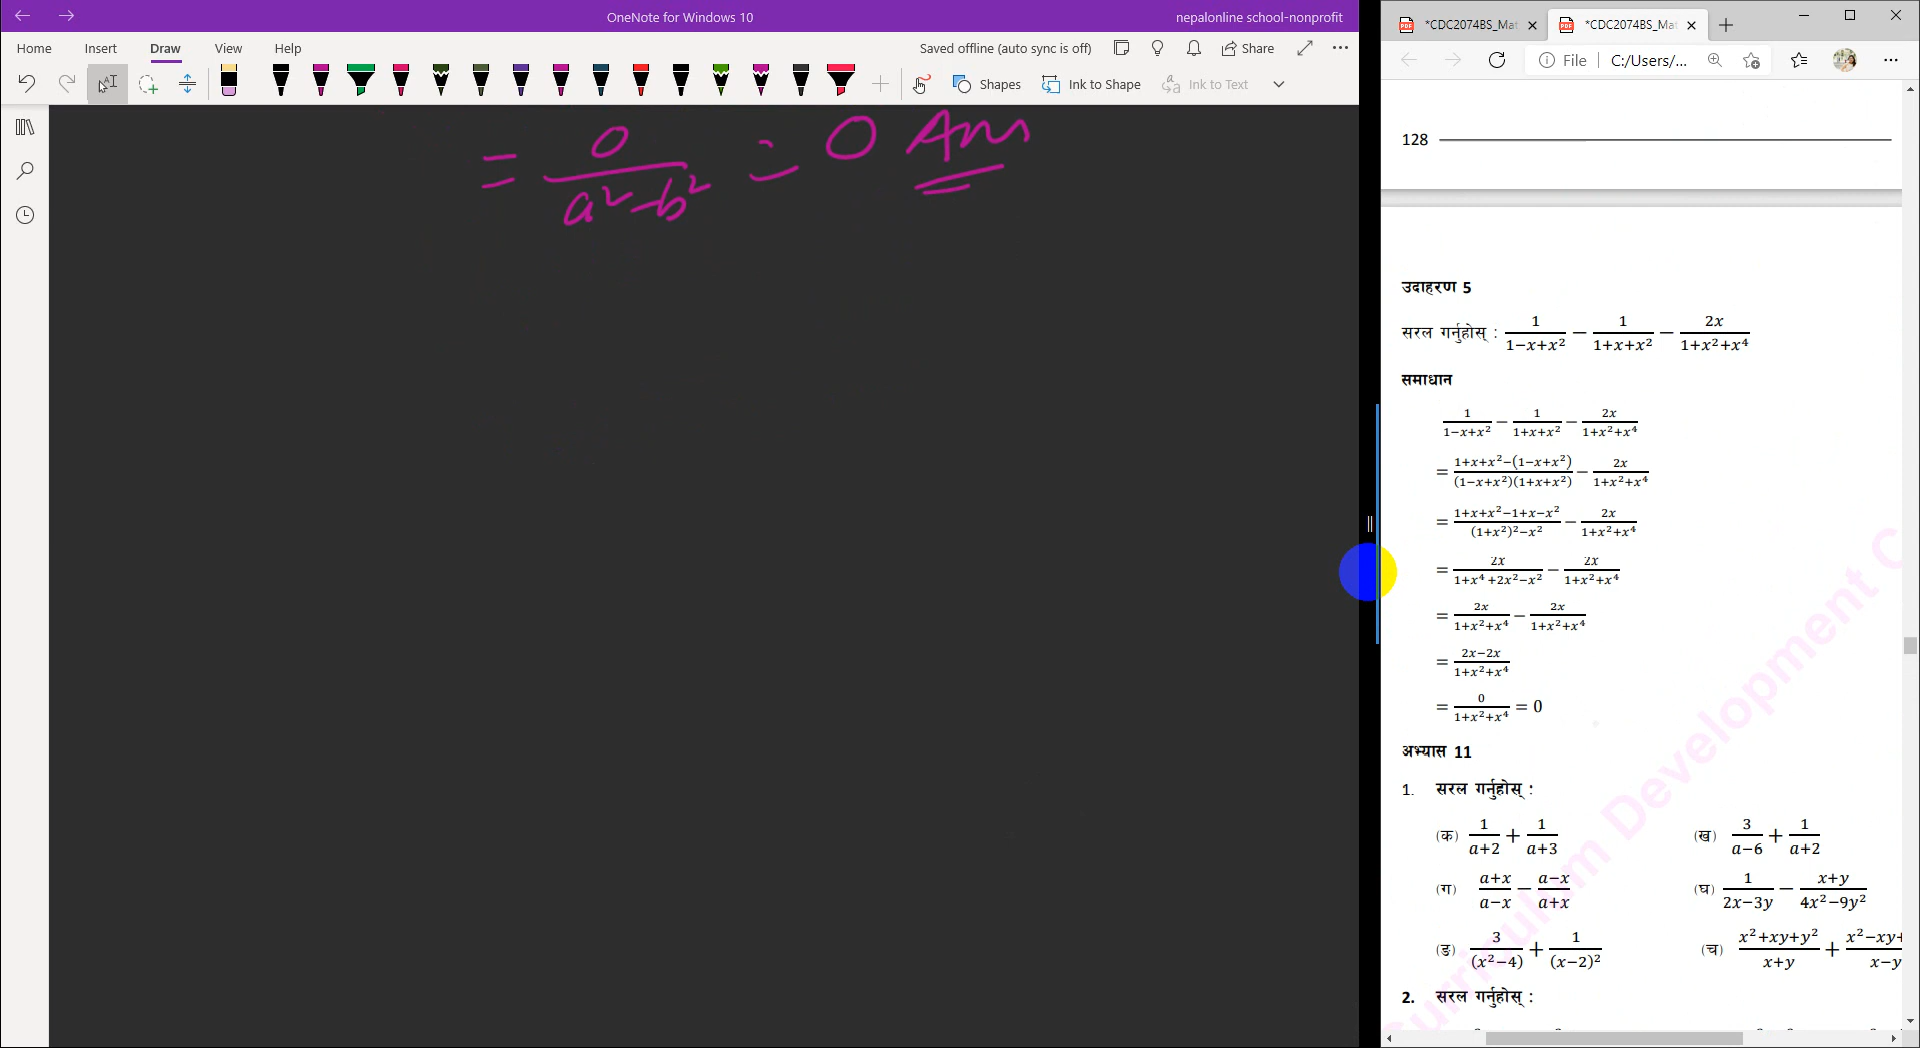 OneNote for Windows 10
nepalonline school-nonprofit
Home Insert Draw View Help
Saved offline (auto sync is off) Share
Shapes Ink to Shape Ink to Text
= 0/(a²-b²) = 0 Ans
*CDC2074BS_Mat *CDC2074BS_Mat
File C:/Users/...
128
उदाहरण 5
सरल गर्नुहोस् : 1/(1−x+x²) − 1/(1+x+x²) − 2x/(1+x²+x⁴)
समाधान
1/(1−x+x²) − 1/(1+x+x²) − 2x/(1+x²+x⁴)
= (1+x+x²−(1−x+x²))/((1−x+x²)(1+x+x²)) − 2x/(1+x²+x⁴)
= (1+x+x²−1+x−x²)/((1+x²)²−x²) − 2x/(1+x²+x⁴)
= 2x/(1+x⁴+2x²−x²) − 2x/(1+x²+x⁴)
= 2x/(1+x²+x⁴) − 2x/(1+x²+x⁴)
= (2x−2x)/(1+x²+x⁴)
= 0/(1+x²+x⁴) = 0
अभ्यास 11
1. सरल गर्नुहोस् :
(क) 1/(a+2) + 1/(a+3) (ख) 3/(a−6) + 1/(a+2)
(ग) (a+x)/(a−x) − (a−x)/(a+x) (घ) 1/(2x−3y) − (x+y)/(4x²−9y²)
(ङ) 3/(x²−4) + 1/(x−2)² (च) (x²+xy+y²)/(x+y) + (x²−xy+/(x−y
2. सरल गर्नुहोस् :
Curriculum Development C